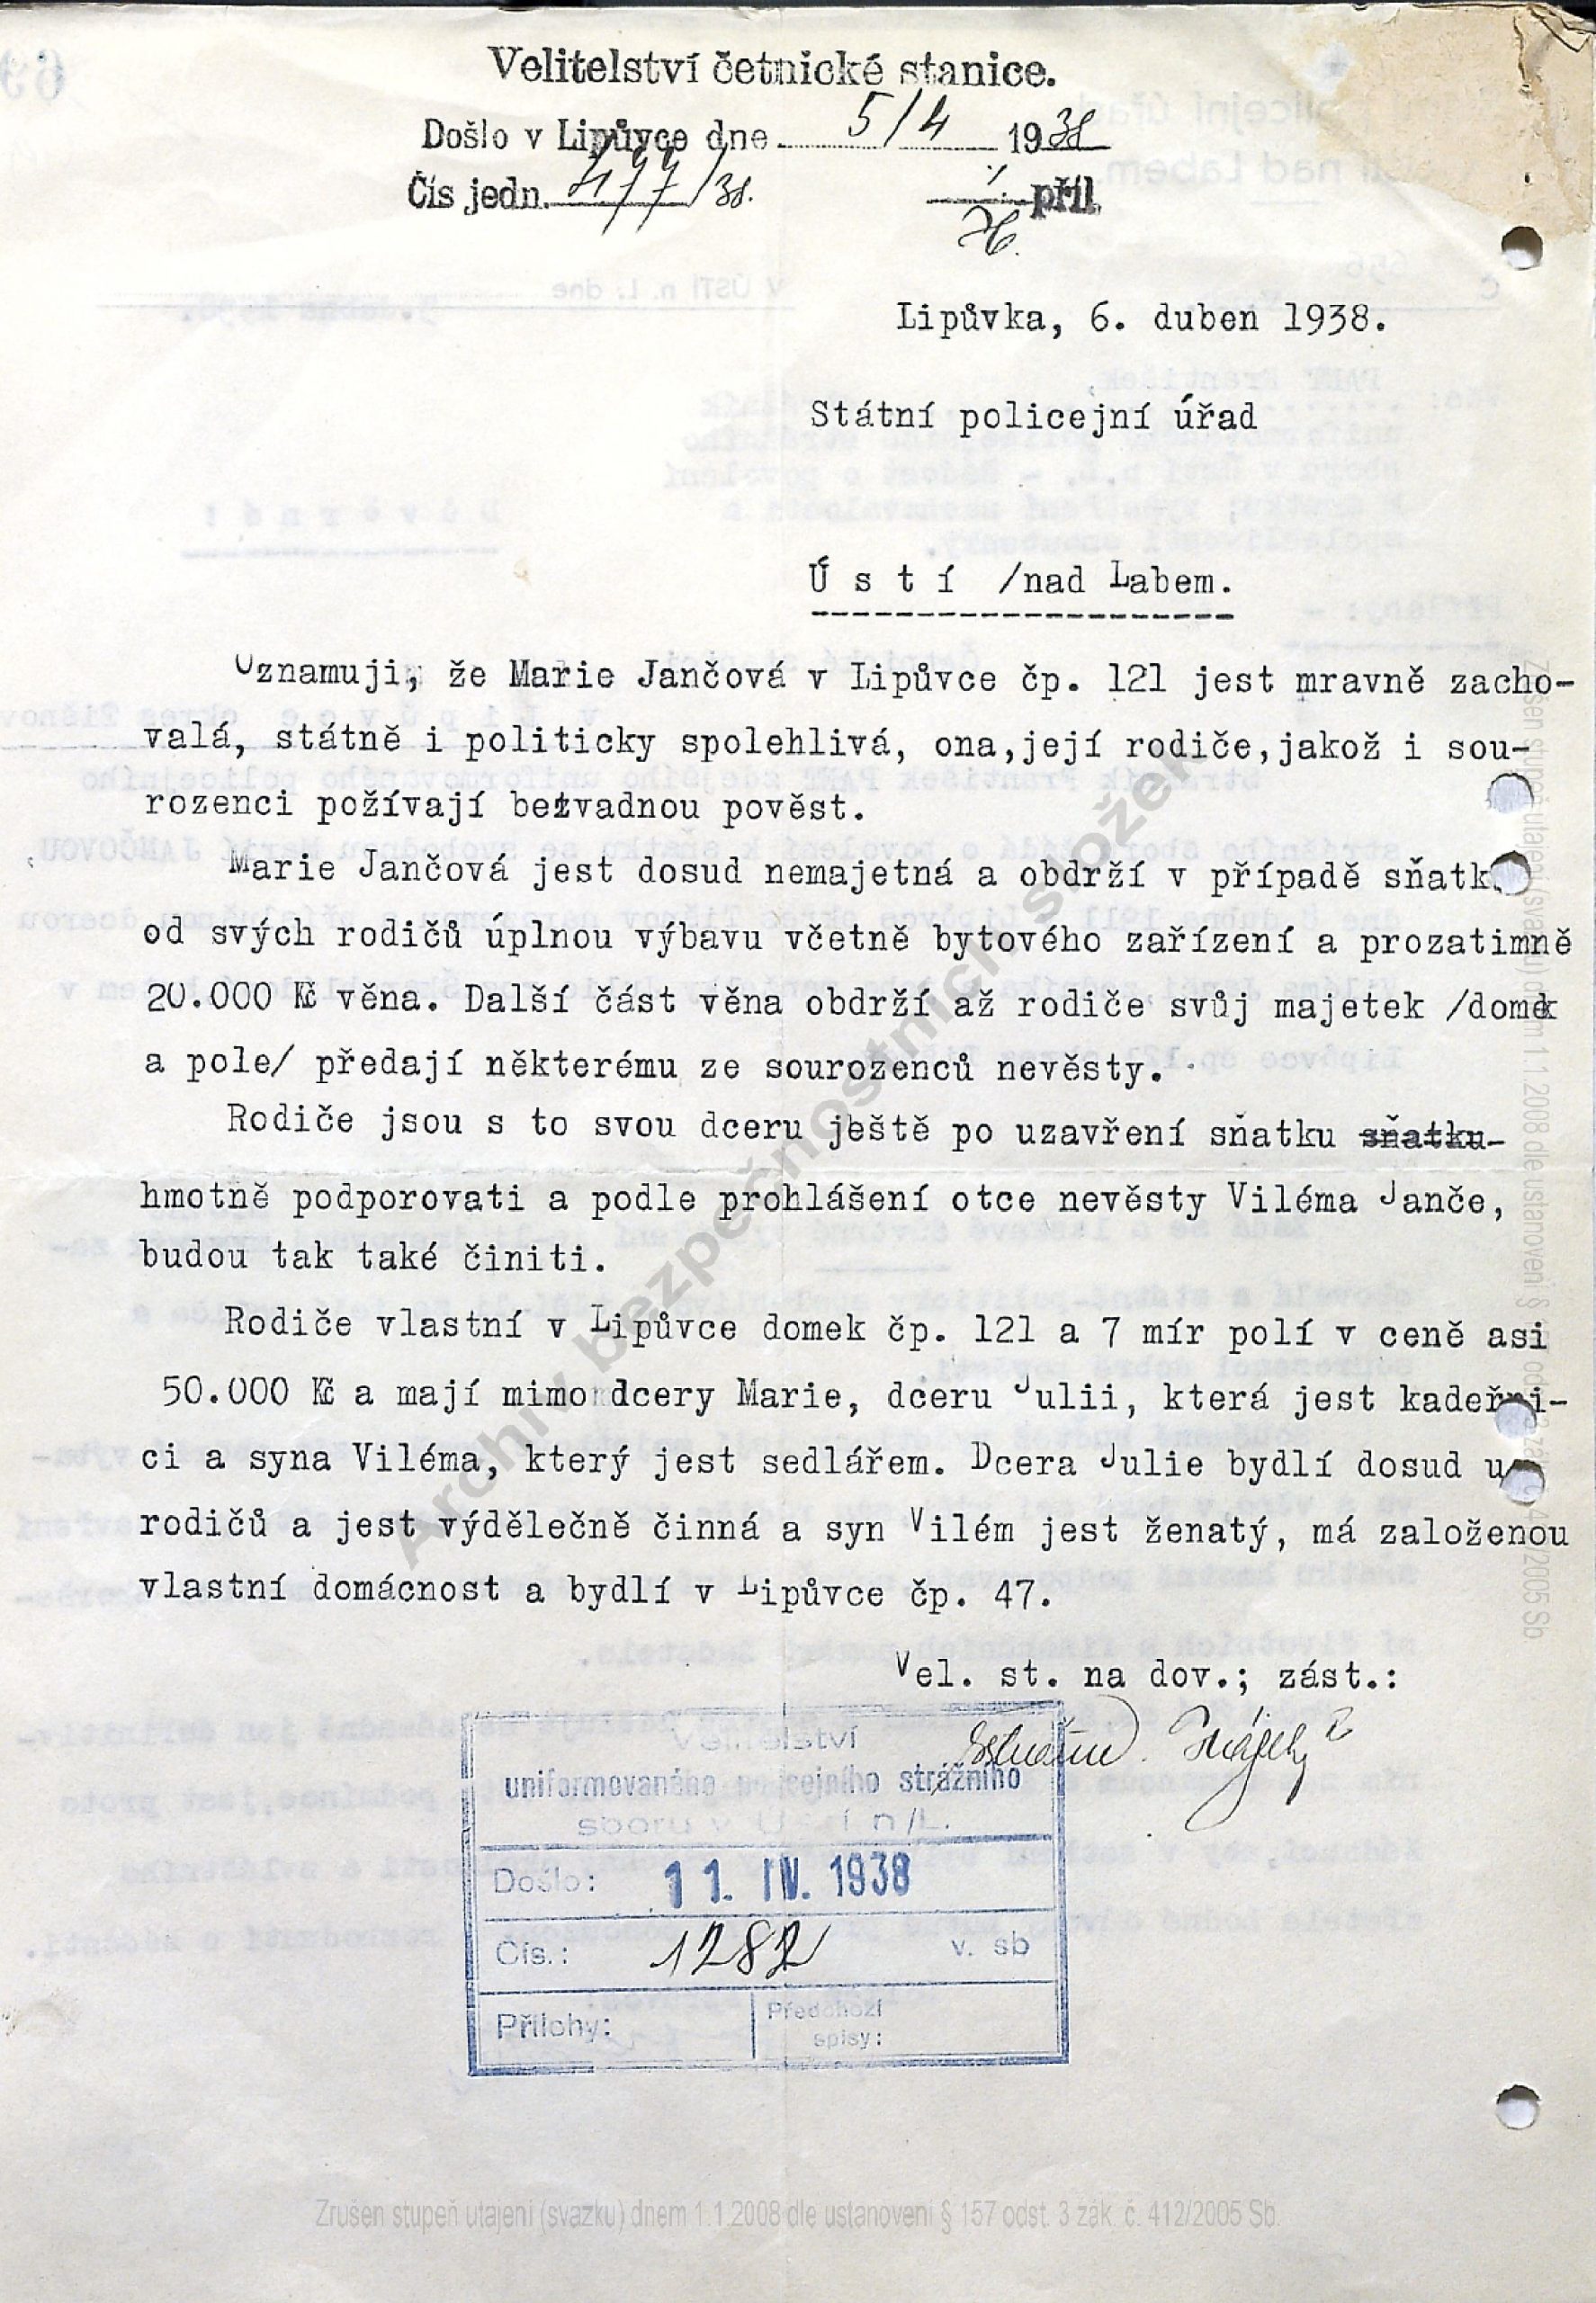 Velitelství četnické stanice.
Došlo v Lipůvce dne 5/4 1938
Čís jedn. 477/38. příl.
Lipůvka, 6. duben 1938.
Státní policejní úřad
Ústí /nad Labem.
Oznamuji, že Marie Jančová v Lipůvce čp. 121 jest mravně zacho-
valá, státně i politicky spolehlivá, ona,její rodiče,jakož i sou-
rozenci požívají bezvadnou pověst.
Marie Jančová jest dosud nemajetná a obdrží v případě sňatk
od svých rodičů úplnou výbavu včetně bytového zařízení a prozatimně
20.000 Kč věna. Další část věna obdrží až rodiče svůj majetek /domek
a pole/ předají některému ze sourozenců nevěsty.
Rodiče jsou s to svou dceru ještě po uzavření sňatku sňatku-
hmotně podporovati a podle prohlášení otce nevěsty Viléma Janče,
budou tak také činiti.
Rodiče vlastní v Lipůvce domek čp. 121 a 7 mír polí v ceně asi
50.000 Kč a mají mimo dcery Marie, dceru Julii, která jest kadeřni-
ci a syna Viléma, který jest sedlářem. Dcera Julie bydlí dosud u
rodičů a jest výdělečně činná a syn Vilém jest ženatý, má založenou
vlastní domácnost a bydlí v Lipůvce čp. 47.
Vel. st. na dov.; zást.:
Velitelství
uniformovaného policejního strážního
sboru v Ústí n/L.
Došlo: 11. IV. 1938
Čís.: 1282 v. sb
Přílohy: Předchozí
spisy:
Archiv bezpečnostních složek
Zrušen stupeň utajení (svazku) dnem 1.1.2008 dle ustanovení § 157 odst. 3 zák. č. 412/2005 Sb.